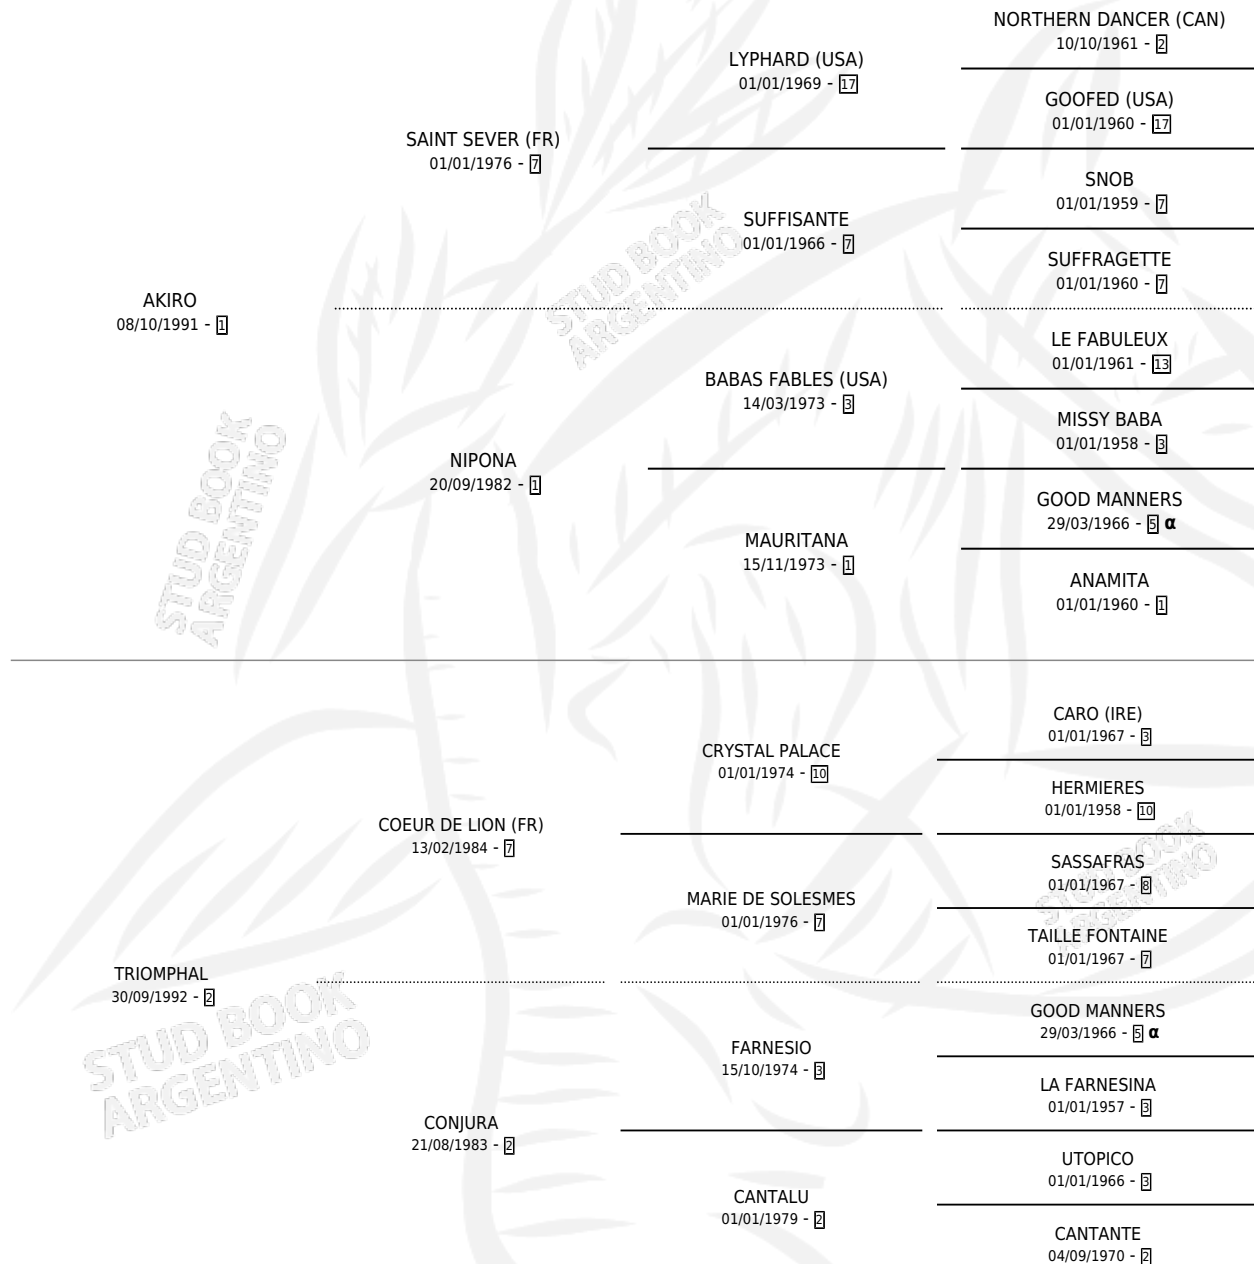 NORTHERN DANCER (CAN)
10/10/1961 - 2
LYPHARD (USA)
01/01/1969 - 17
GOOFED (USA)
01/01/1960 - 17
SAINT SEVER (FR)
01/01/1976 - 7
SNOB
01/01/1959 - 7
SUFFISANTE
01/01/1966 - 7
SUFFRAGETTE
01/01/1960 - 7
AKIRO
08/10/1991 - 1
LE FABULEUX
01/01/1961 - 13
BABAS FABLES (USA)
14/03/1973 - 3
MISSY BABA
01/01/1958 - 3
NIPONA
20/09/1982 - 1
GOOD MANNERS
29/03/1966 - 5 α
MAURITANA
15/11/1973 - 1
ANAMITA
01/01/1960 - 1
CARO (IRE)
01/01/1967 - 3
CRYSTAL PALACE
01/01/1974 - 10
HERMIERES
01/01/1958 - 10
COEUR DE LION (FR)
13/02/1984 - 7
SASSAFRAS
01/01/1967 - 8
MARIE DE SOLESMES
01/01/1976 - 7
TAILLE FONTAINE
01/01/1967 - 7
TRIOMPHAL
30/09/1992 - 2
GOOD MANNERS
29/03/1966 - 5 α
FARNESIO
15/10/1974 - 3
LA FARNESINA
01/01/1957 - 3
CONJURA
21/08/1983 - 2
UTOPICO
01/01/1966 - 3
CANTALU
01/01/1979 - 2
CANTANTE
04/09/1970 - 2
STUD BOOK
ARGENTINO
STUD BOOK
ARGENTINO
STUD BOOK
ARGENTINO
STUD BOOK
ARGENTINO